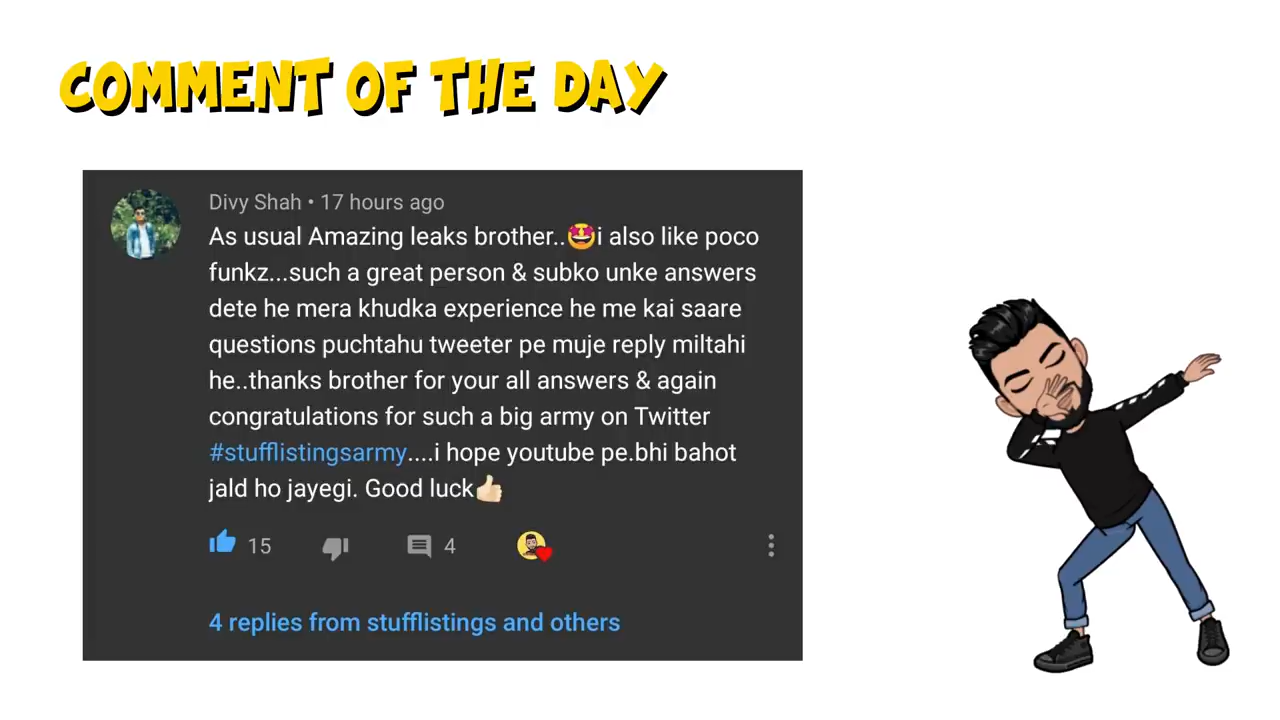 COMMENT OF THE DAY
Divy Shah • 17 hours ago
As usual Amazing leaks brother..🤩i also like poco
funkz...such a great person & subko unke answers
dete he mera khudka experience he me kai saare
questions puchtahu tweeter pe muje reply miltahi
he..thanks brother for your all answers & again
congratulations for such a big army on Twitter
#stufflistingsarmy....i hope youtube pe.bhi bahot
jald ho jayegi. Good luck👍🏻
15
4
4 replies from stufflistings and others